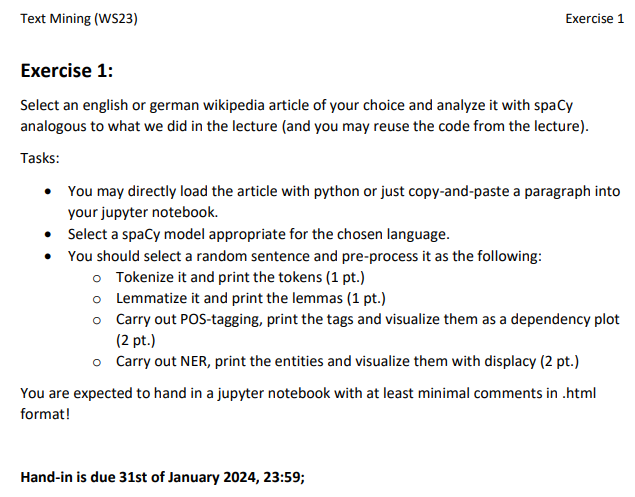 Text Mining (WS23) Exercise 1
Exercise 1:
Select an english or german wikipedia article of your choice and analyze it with spaCy
analogous to what we did in the lecture (and you may reuse the code from the lecture).
Tasks:
• You may directly load the article with python or just copy-and-paste a paragraph into
your jupyter notebook.
• Select a spaCy model appropriate for the chosen language.
• You should select a random sentence and pre-process it as the following:
o Tokenize it and print the tokens (1 pt.)
o Lemmatize it and print the lemmas (1 pt.)
o Carry out POS-tagging, print the tags and visualize them as a dependency plot
(2 pt.)
o Carry out NER, print the entities and visualize them with displacy (2 pt.)
You are expected to hand in a jupyter notebook with at least minimal comments in .html
format!
Hand-in is due 31st of January 2024, 23:59;